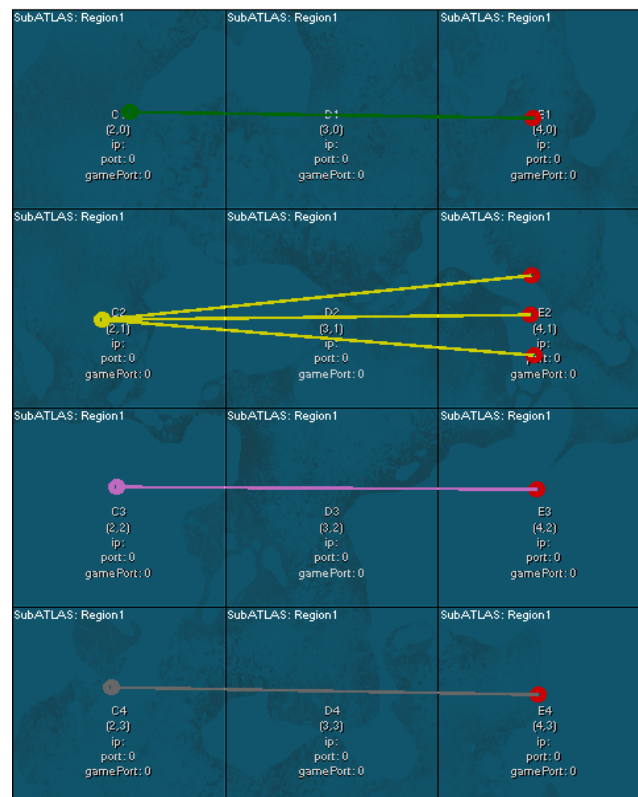 SubATLAS: Region1
SubATLAS: Region1
SubATLAS: Region1
D1
(2,0)
(3,0)
(4,0)
ip:
ip:
ip:
port: 0
port: 0
port: 0
gamePort: 0
gamePort: 0
gamePort: 0
SubATLAS: Region1
SubATLAS: Region1
SubATLAS: Region1
C2
D2
E2
(2,1)
(3,1)
(4,1)
ip:
ip:
ip:
port: 0
port: 0
port: 0
gamePort: 0
gamePort: 0
gamePort: 0
SubATLAS: Region1
SubATLAS: Region1
SubATLAS: Region1
C3
D3
E3
(2,2)
(3,2)
(4,2)
ip:
ip:
ip:
port: 0
port: 0
port: 0
gamePort: 0
gamePort: 0
gamePort: 0
SubATLAS: Region1
SubATLAS: Region1
SubATLAS: Region1
C4
D4
E4
(2,3)
(3,3)
(4,3)
ip:
ip:
ip:
port: 0
port: 0
port: 0
gamePort: 0
gamePort: 0
gamePort: 0